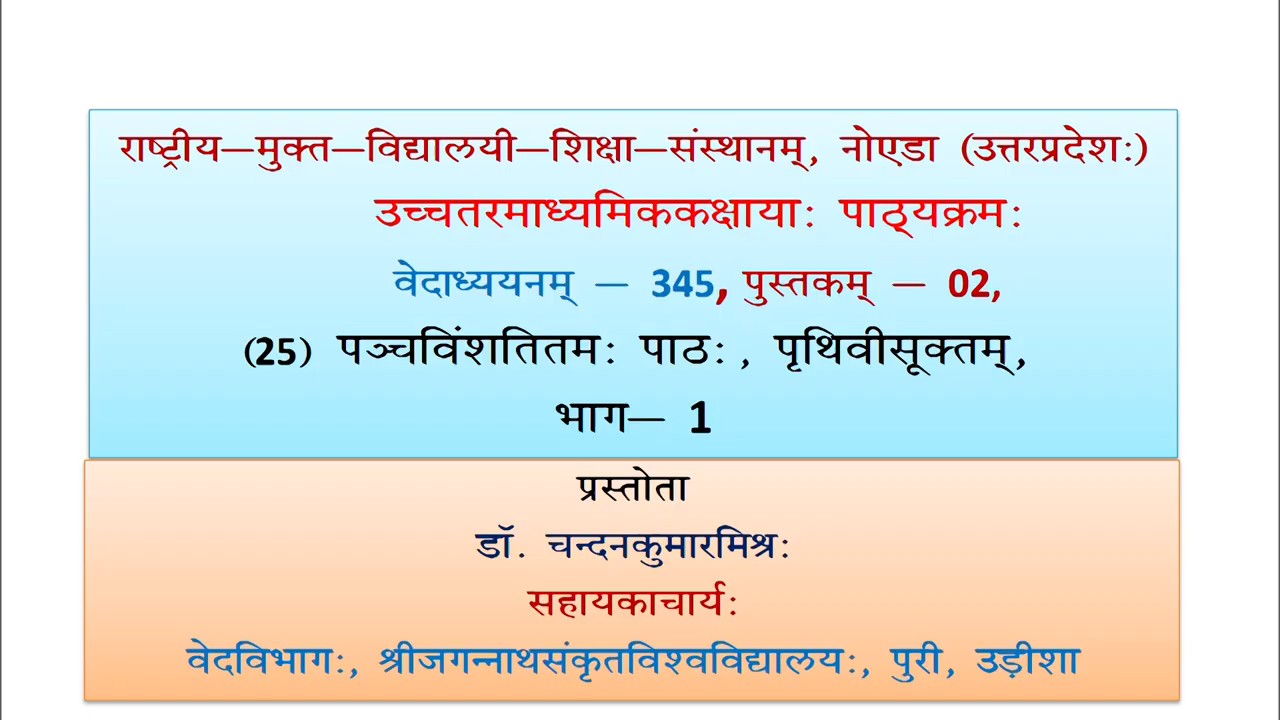 राष्ट्रीय—मुक्त—विद्यालयी—शिक्षा—संस्थानम्, नोएडा (उत्तरप्रदेशः)
उच्चतरमाध्यमिककक्षायाः पाठ्यक्रमः
वेदाध्ययनम् — 345, पुस्तकम् — 02,
(25) पञ्चविंशतितमः पाठः, पृथिवीसूक्तम्,
भाग— 1
प्रस्तोता
डॉ. चन्दनकुमारमिश्रः
सहायकाचार्यः
वेदविभागः, श्रीजगन्नाथसंकृतविश्वविद्यालयः, पुरी, उड़ीशा